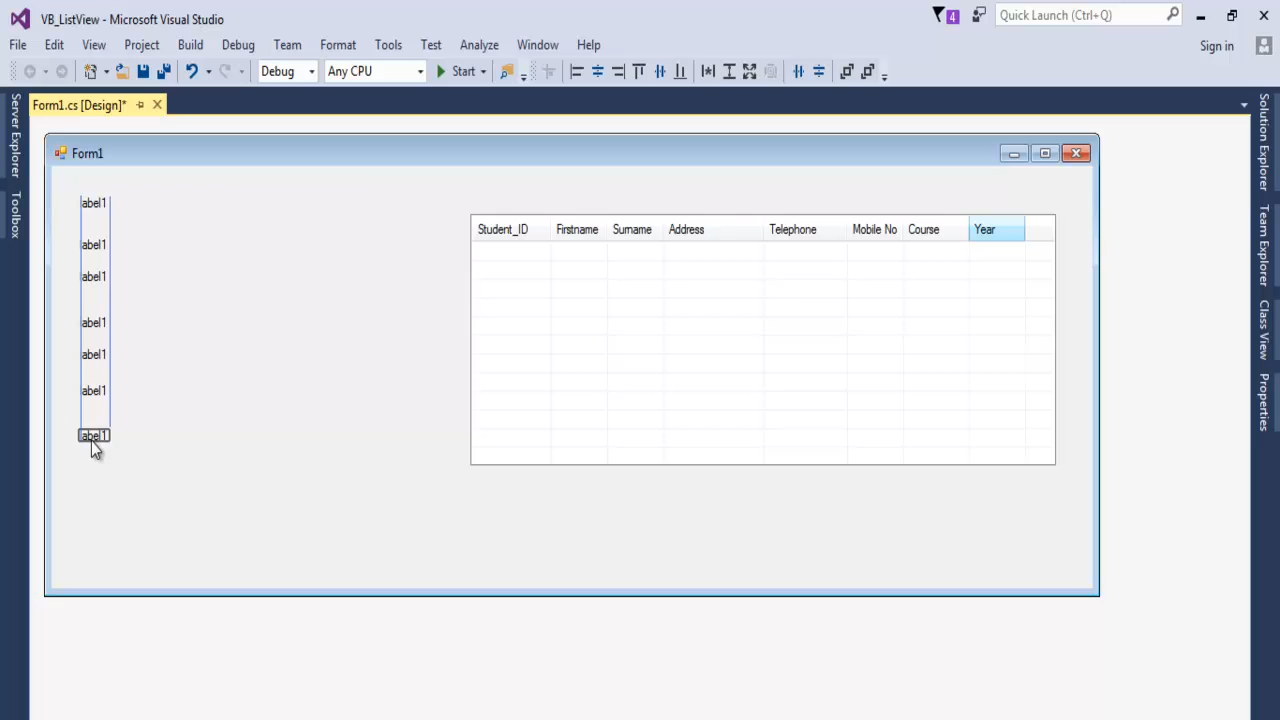 VB_ListView - Microsoft Visual Studio
4
Quick Launch (Ctrl+Q)
File Edit View Project Build Debug Team Format Tools Test Analyze Window Help
Sign in
Debug Any CPU Start
Form1.cs [Design]*
Server Explorer
Toolbox
Solution Explorer
Team Explorer
Class View
Properties
Form1
abel1
abel1
abel1
abel1
abel1
abel1
abel1
Student_ID Firstname Surname Address Telephone Mobile No Course Year